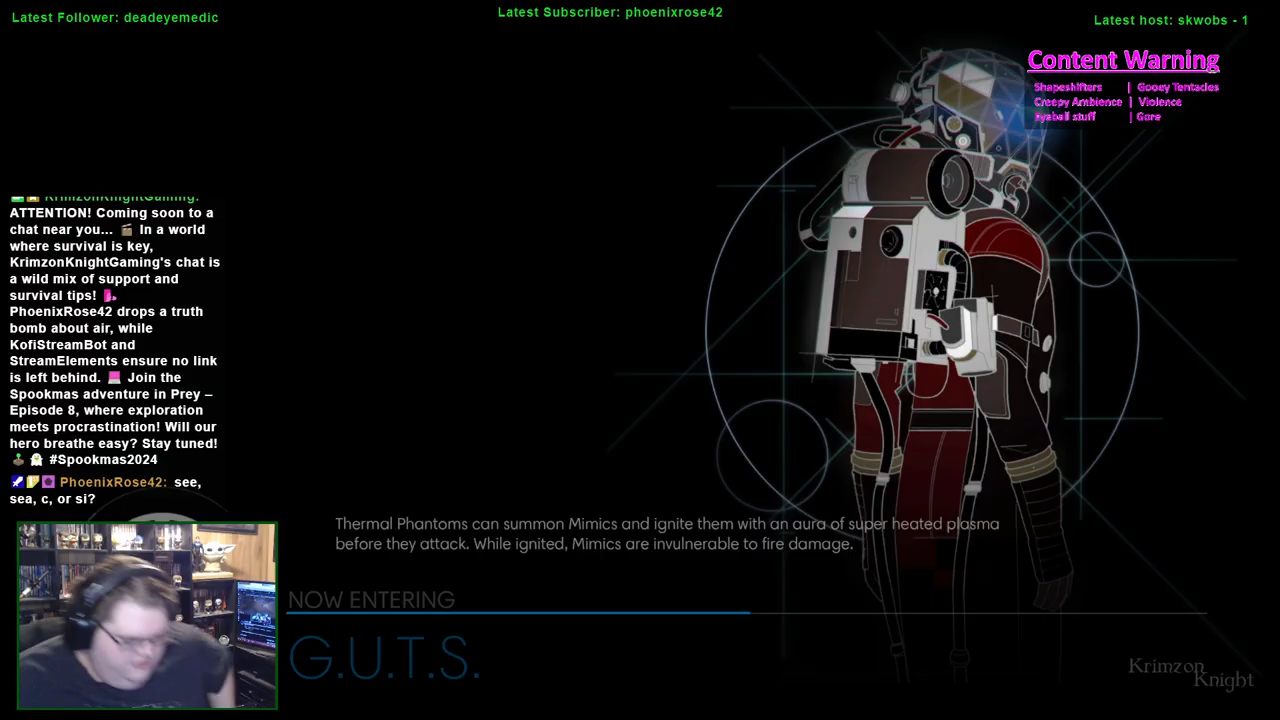 Latest Follower: deadeyemedic
Latest Subscriber: phoenixrose42
Latest host: skwobs - 1
Content Warning
Shapeshifters | Gooey Tentacles
Creepy Ambience | Violence
Eyeball stuff | Gore
KrimzonKnightGaming:
ATTENTION! Coming soon to a
chat near you... 🎬 In a world
where survival is key,
KrimzonKnightGaming's chat is
a wild mix of support and
survival tips!
PhoenixRose42 drops a truth
bomb about air, while
KofiStreamBot and
StreamElements ensure no link
is left behind. 💻 Join the
Spookmas adventure in Prey –
Episode 8, where exploration
meets procrastination! Will our
hero breathe easy? Stay tuned!
🕹️ 👻 #Spookmas2024
PhoenixRose42: see,
sea, c, or si?
Thermal Phantoms can summon Mimics and ignite them with an aura of super heated plasma
before they attack. While ignited, Mimics are invulnerable to fire damage.
NOW ENTERING
G.U.T.S.
Krimzon
Knight